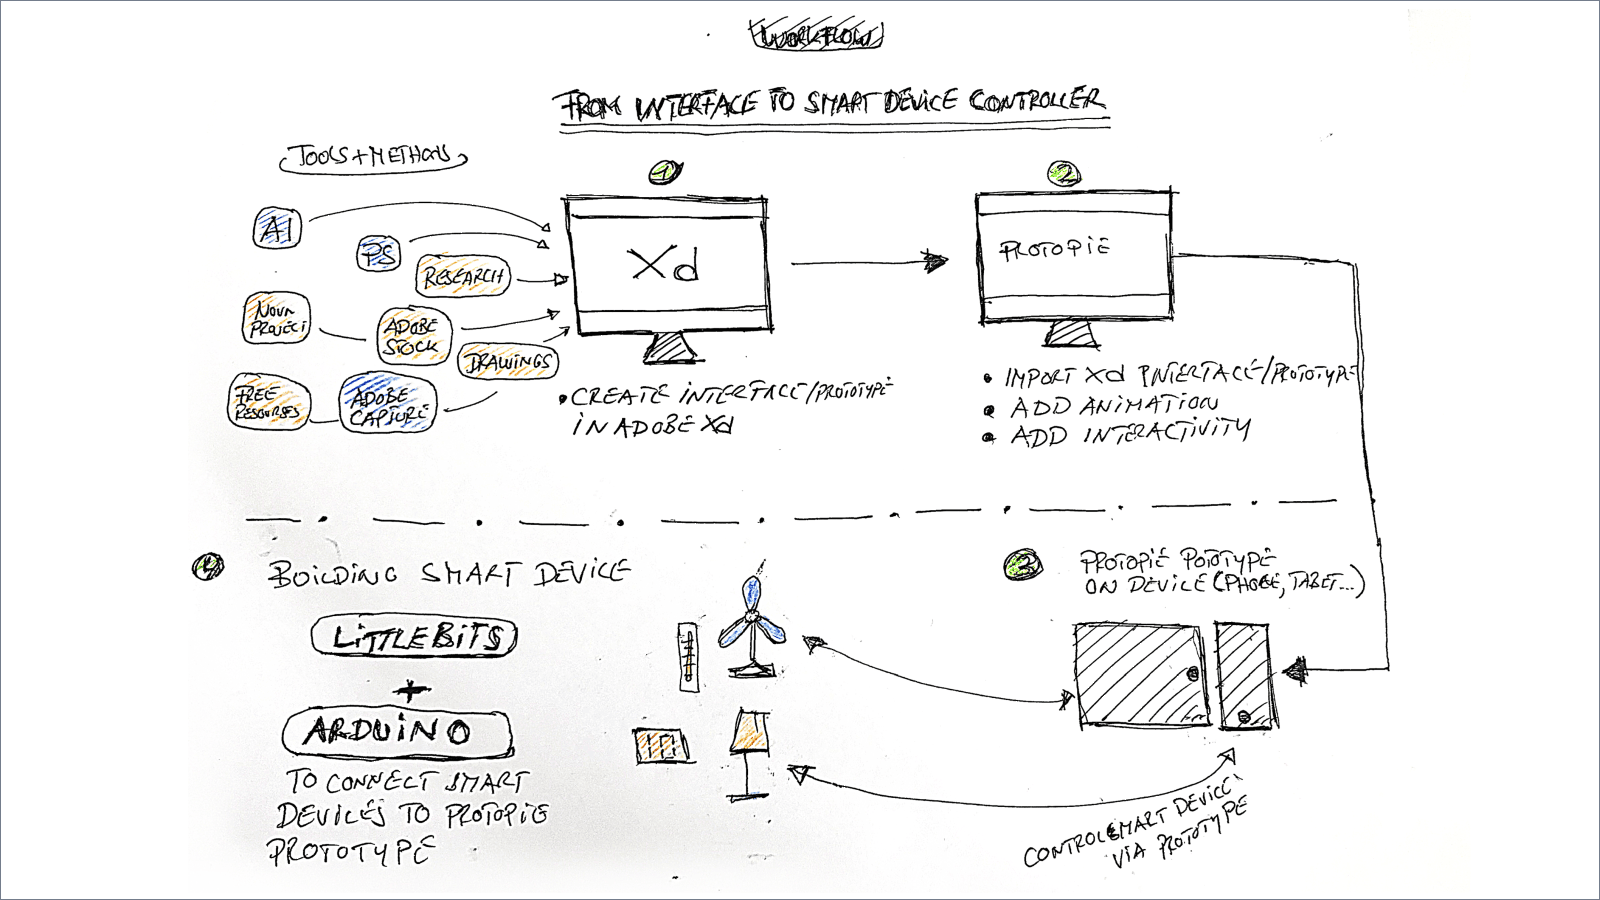 WORKFLOW
FROM INTERFACE TO SMART DEVICE CONTROLLER
TOOLS + METHODS
AI
PS
RESEARCH
NOUN
PROJECT
ADOBE
STOCK
DRAWINGS
FREE
RESOURSES
ADOBE
CAPTURE
1
Xd
• CREATE INTERFACE/PROTOTYPE
IN ADOBE Xd
2
PROTOPIE
• IMPORT Xd INTERFACE/PROTOTYPE
• ADD ANIMATION
• ADD INTERACTIVITY
4
BUILDING SMART DEVICE
LITTLEBITS
+
ARDUINO
TO CONNECT SMART
DEVICES TO PROTOPIE
PROTOTYPE
3
PROTOPIE POTOTYPE
ON DEVICE (PHONE, TABET...)
CONTROL SMART DEVICE
VIA PROTOTYPE